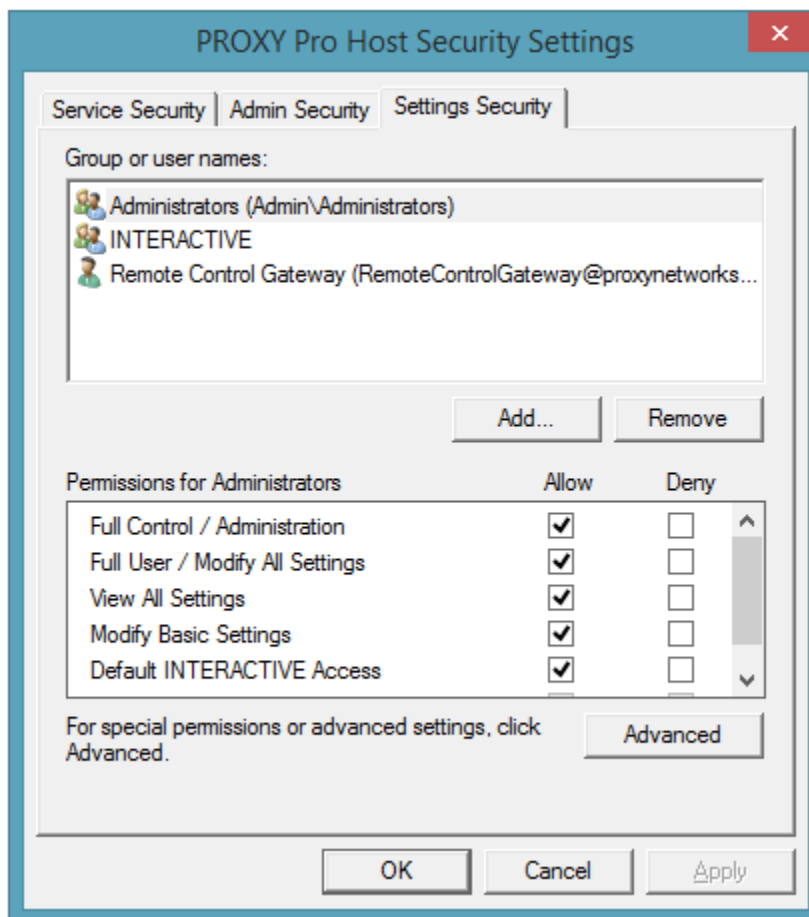 PROXY Pro Host Security Settings
Service Security Admin Security Settings Security
Group or user names:
Administrators (Admin\Administrators)
INTERACTIVE
Remote Control Gateway (RemoteControlGateway@proxynetworks...
Add... Remove
Permissions for Administrators Allow Deny
Full Control / Administration
Full User / Modify All Settings
View All Settings
Modify Basic Settings
Default INTERACTIVE Access
For special permissions or advanced settings, click
Advanced.
Advanced
OK Cancel Apply